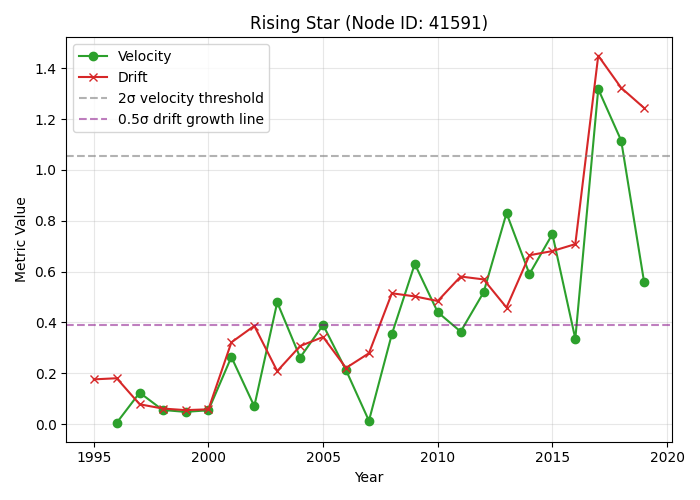 Rising Star (Node ID: 41591)
Velocity
Drift
2σ velocity threshold
0.5σ drift growth line
Metric Value
1.4
1.2
1.0
0.8
0.6
0.4
0.2
0.0
1995 2000 2005 2010 2015 2020
Year